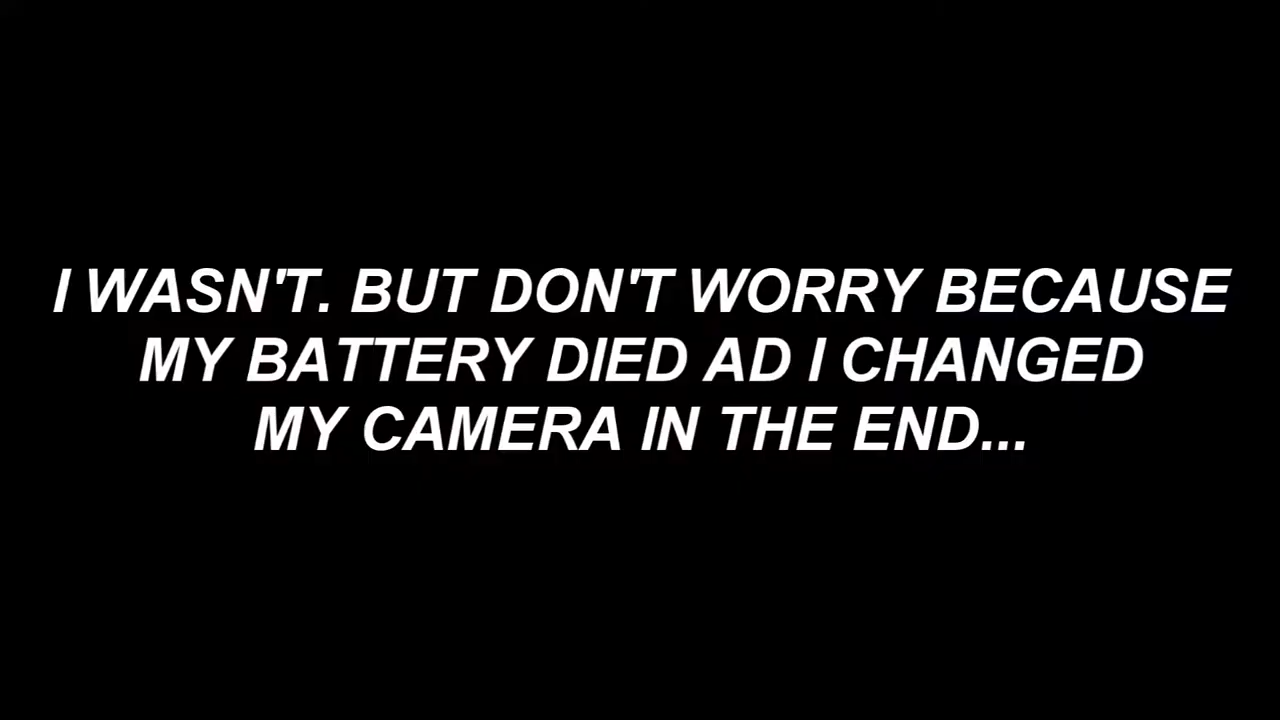 I WASN'T. BUT DON'T WORRY BECAUSE
MY BATTERY DIED AD I CHANGED
MY CAMERA IN THE END...